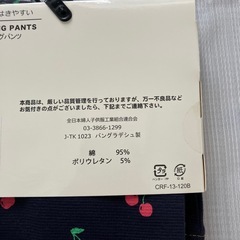 はきやすい
NG PANTS
グパンツ
本商品は、厳しい品質管理を行っておりますが、万一不良品など
お気付きの点がございましたら、下記までご連絡ください。
全日本婦人子供服工業組合連合会
03-3866-1299
J-TK 1023 バングラデシュ製
綿 95%
ポリウレタン 5%
CRF-13-120B